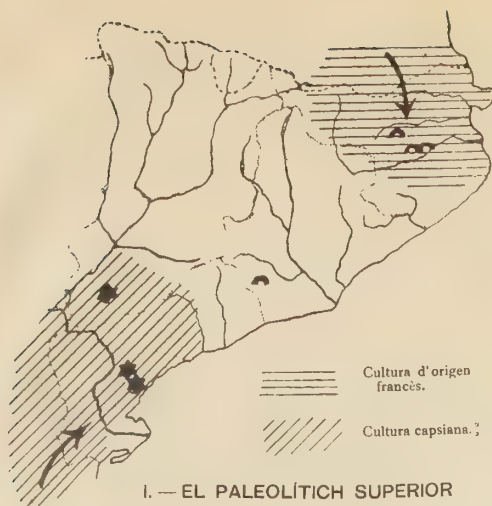 Cultura d'origen
francès.
Cultura capsiana.
I. — EL PALEOLÍTICH SUPERIOR